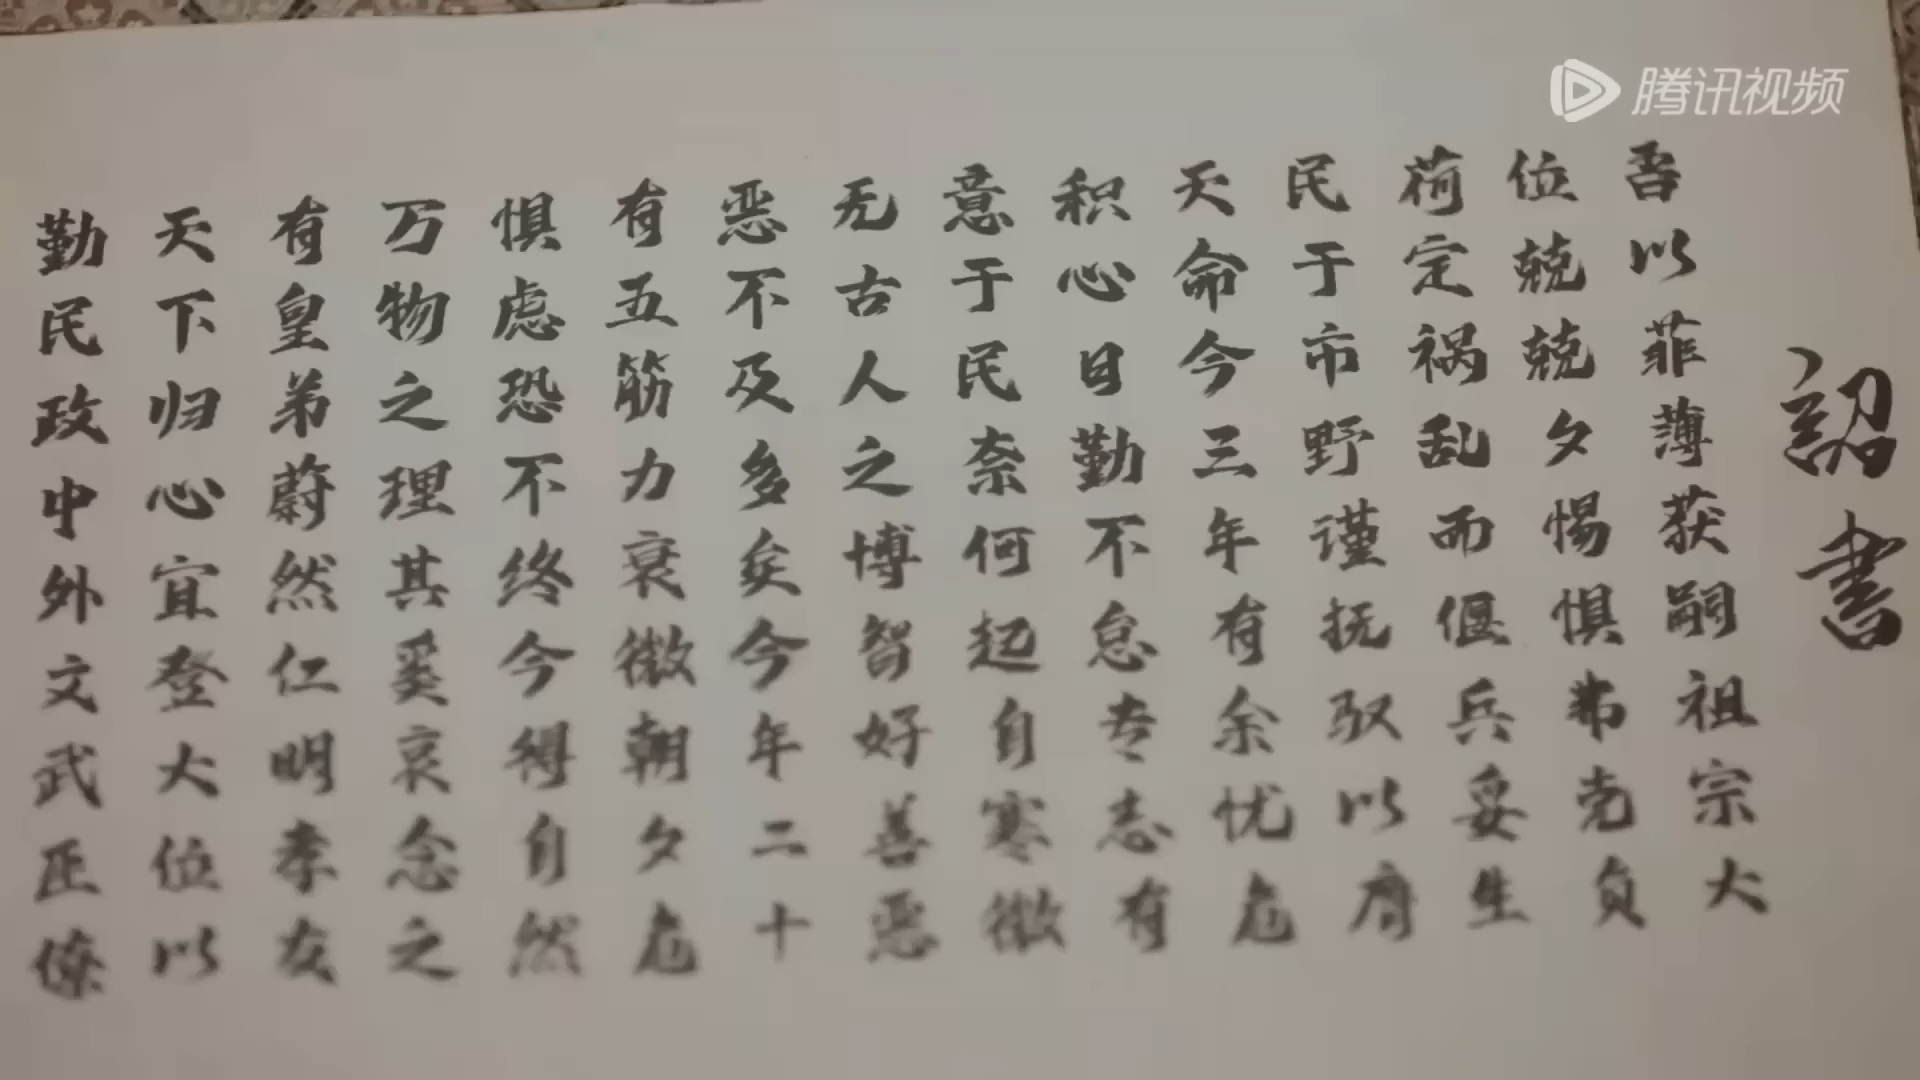 腾讯视频
詔書
吾以菲薄获嗣祖宗大
位兢兢夕惕惧弗克负
荷定祸乱而偃兵妥生
民于市野谨抚驭以膺
天命今三年有余忧危
积心日勤不怠专志有
意于民奈何起自寒微
无古人之博智好善恶
恶不及多矣今年二十
有五筋力衰微朝夕危
惧虑恐不终今得自然
万物之理其奚哀念之
有皇弟蔚然仁明孝友
天下归心宜登大位以
勤民政中外文武臣僚